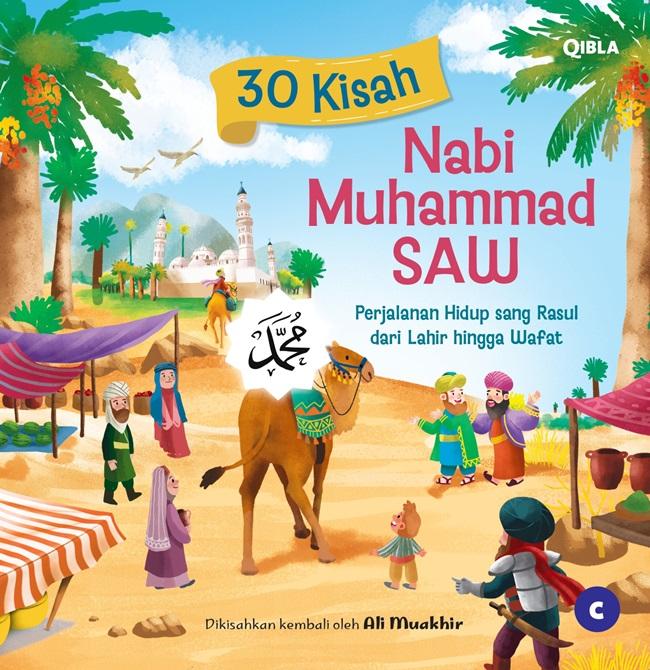 QIBLA
30 Kisah
Nabi
Muhammad
SAW
Perjalanan Hidup sang Rasul
dari Lahir hingga Wafat
محمد
Dikisahkan kembali oleh Ali Muakhir
C